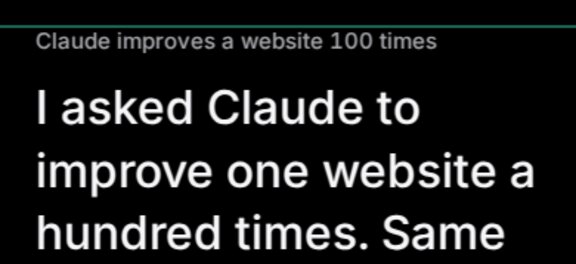 Claude improves a website 100 times
I asked Claude to
improve one website a
hundred times. Same